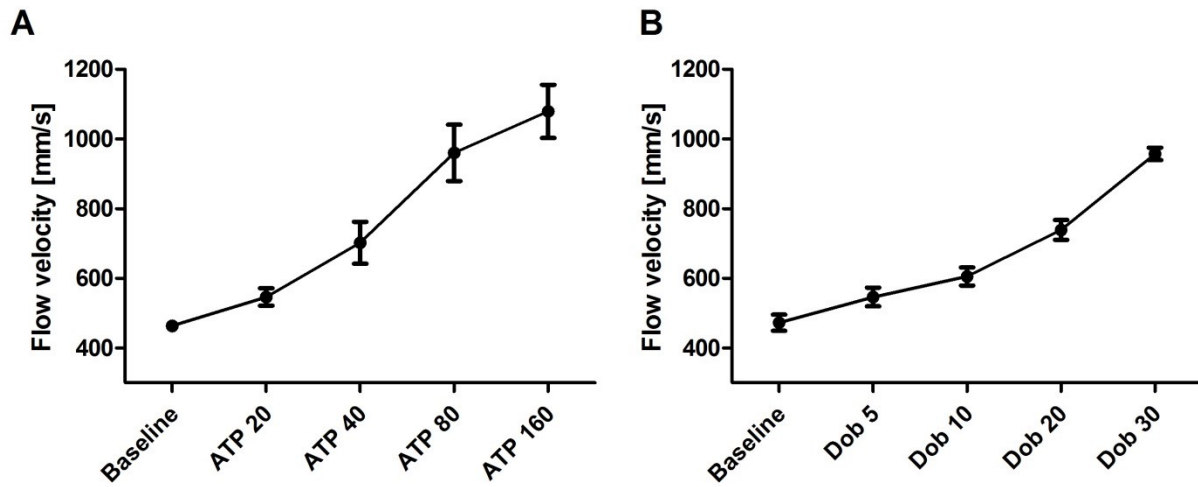 A
Flow velocity [mm/s]
1200
1000
800
600
400
Baseline
ATP 20
ATP 40
ATP 80
ATP 160
B
Flow velocity [mm/s]
1200
1000
800
600
400
Baseline
Dob 5
Dob 10
Dob 20
Dob 30